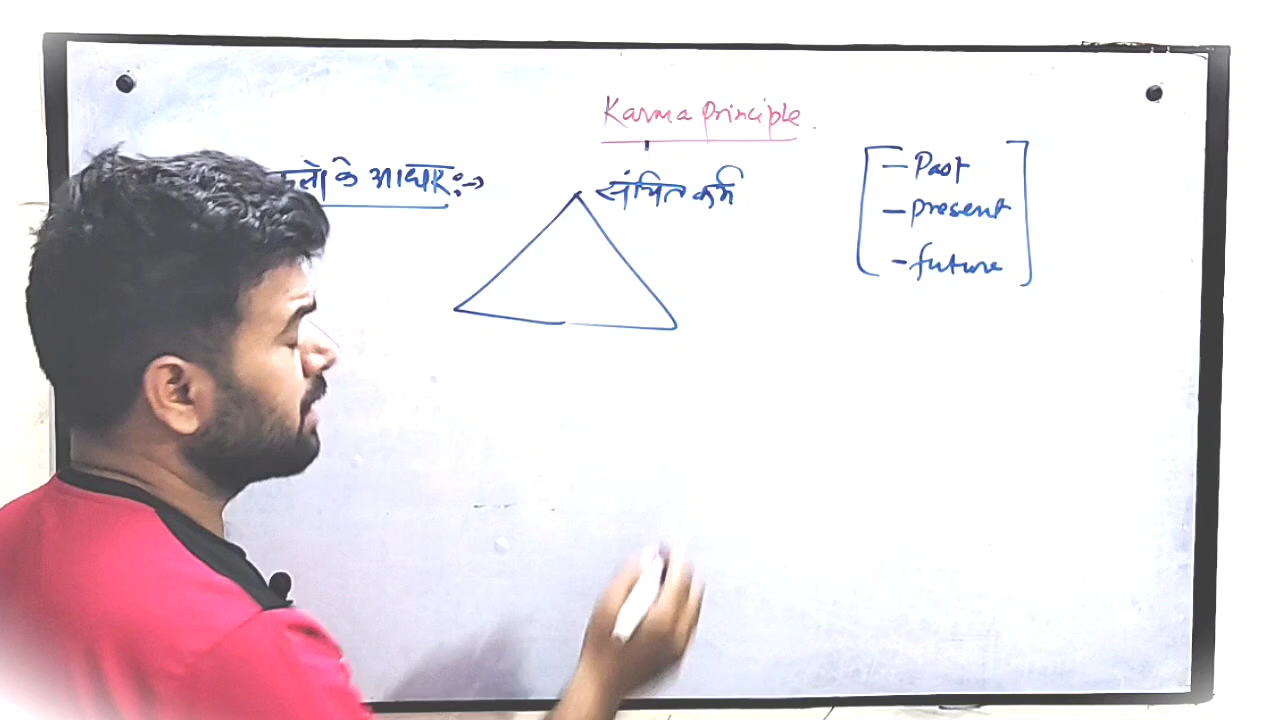 Karma principle.
के आधार :→
संचित कर्म
- Past
- present
- future